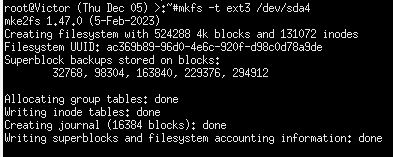 root@Victor (Thu Dec 05) >:~#mkfs -t ext3 /dev/sda4
mke2fs 1.47.0 (5-Feb-2023)
Creating filesystem with 524288 4k blocks and 131072 inodes
Filesystem UUID: ac369b89-96d0-4e6c-920f-d98c0d78a9de
Superblock backups stored on blocks:
        32768, 98304, 163840, 229376, 294912

Allocating group tables: done
Writing inode tables: done
Creating journal (16384 blocks): done
Writing superblocks and filesystem accounting information: done